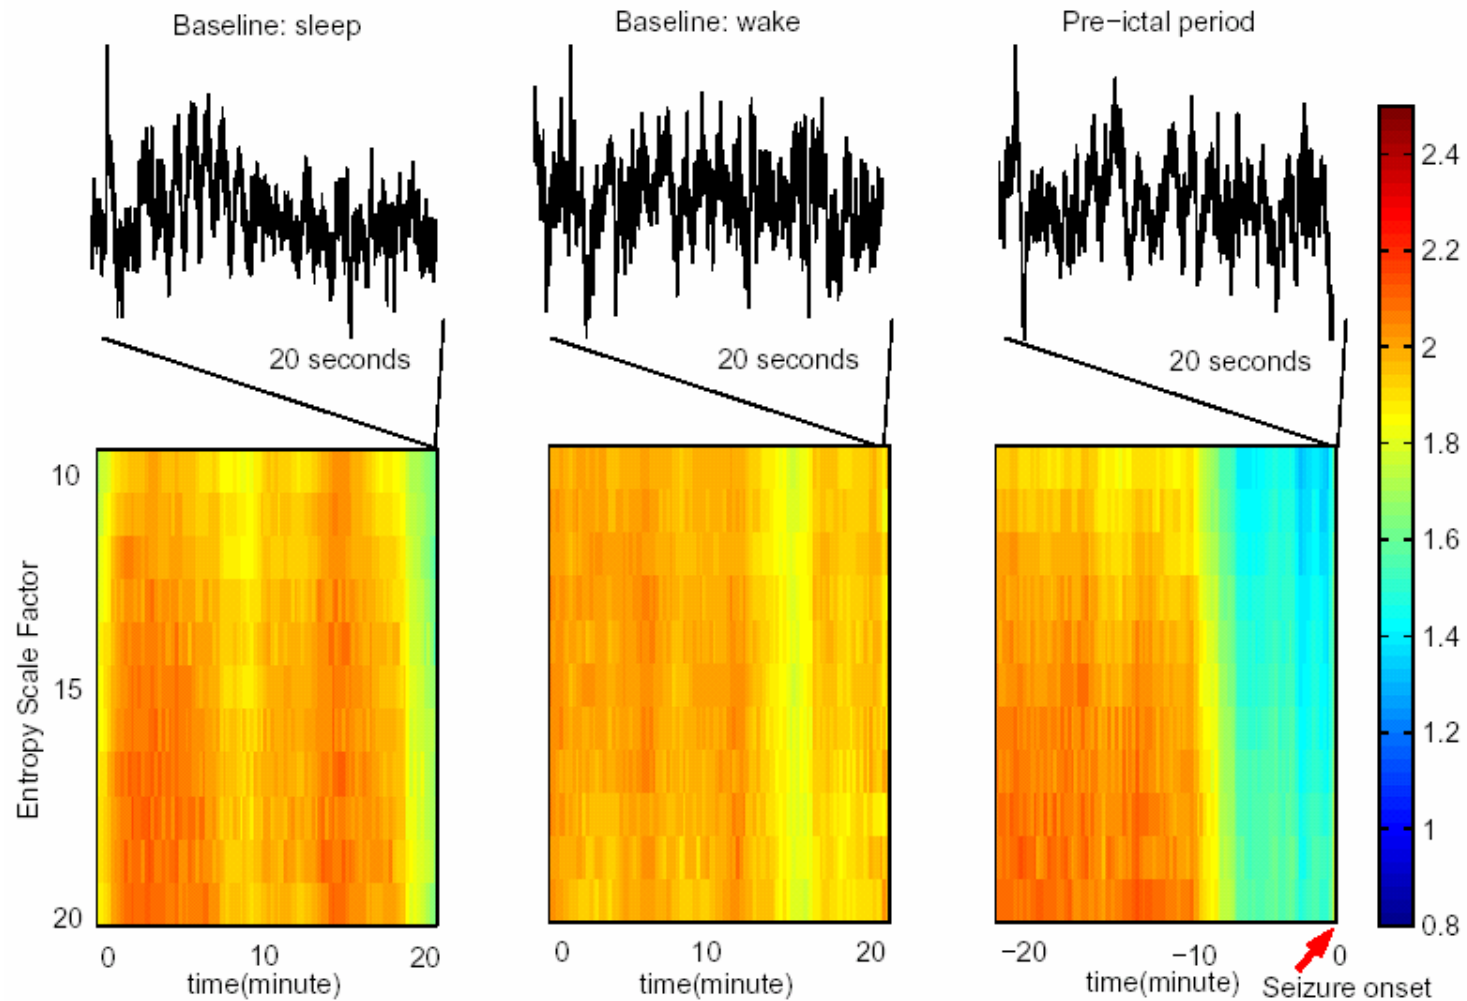 Baseline: sleep
Baseline: wake
Pre-ictal period
20 seconds
20 seconds
20 seconds
2.4
2.2
2
1.8
1.6
1.4
1.2
1
0.8
Entropy Scale Factor
10
15
20
0 10 20
time(minute)
0 10 20
time(minute)
−20 −10 0
time(minute)
Seizure onset